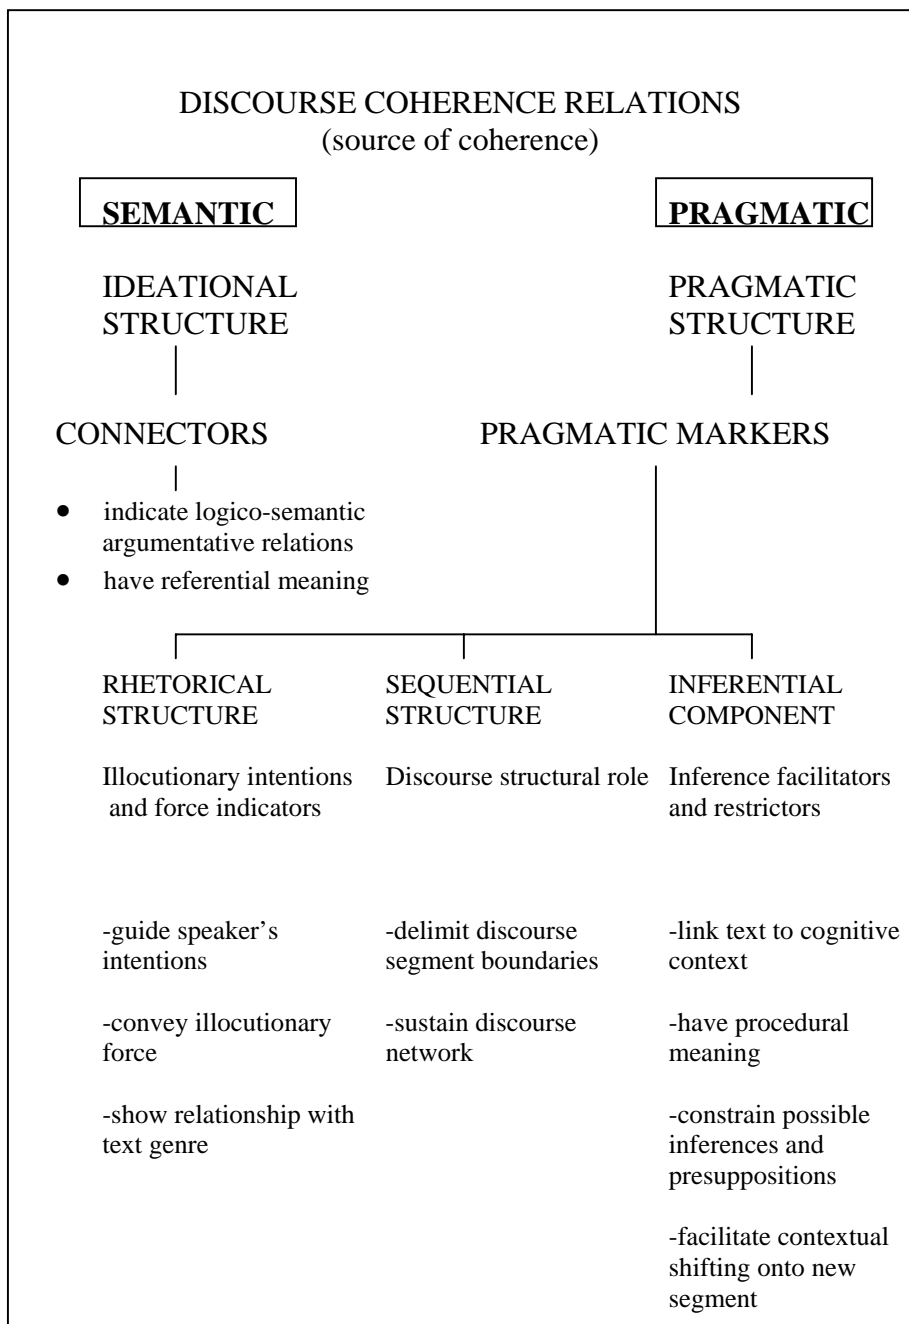 DISCOURSE COHERENCE RELATIONS
(source of coherence)
SEMANTIC
PRAGMATIC
IDEATIONAL
STRUCTURE
PRAGMATIC
STRUCTURE
CONNECTORS
PRAGMATIC MARKERS
• indicate logico-semantic
argumentative relations
• have referential meaning
RHETORICAL
STRUCTURE
SEQUENTIAL
STRUCTURE
INFERENTIAL
COMPONENT
Illocutionary intentions
and force indicators
Discourse structural role
Inference facilitators
and restrictors
-guide speaker’s
intentions
-convey illocutionary
force
-show relationship with
text genre
-delimit discourse
segment boundaries
-sustain discourse
network
-link text to cognitive
context
-have procedural
meaning
-constrain possible
inferences and
presuppositions
-facilitate contextual
shifting onto new
segment